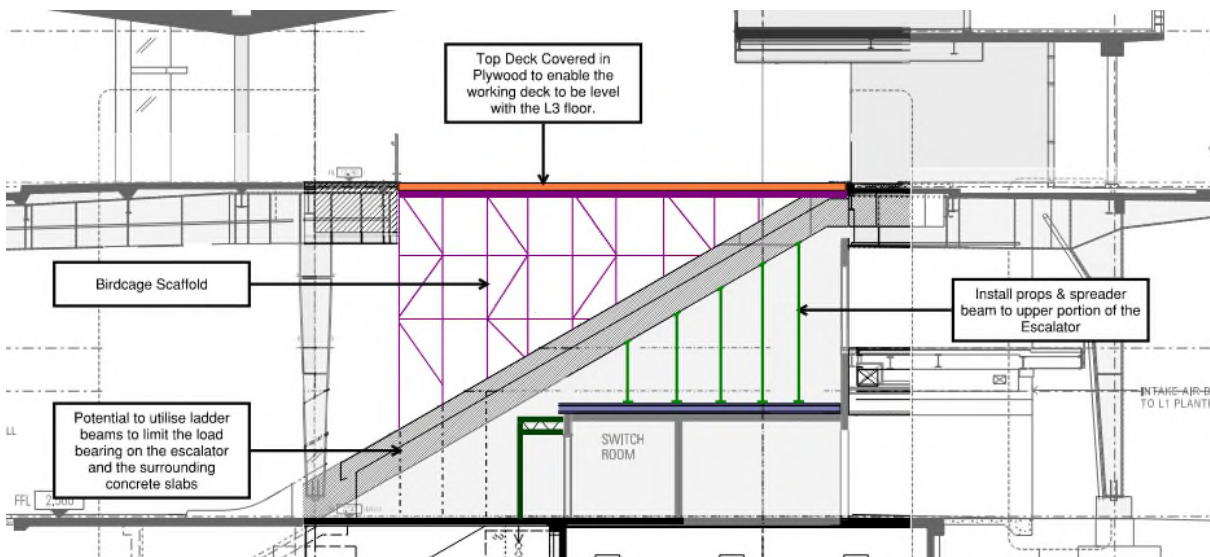 Top Deck Covered in
Plywood to enable the
working deck to be level
with the L3 floor.
Birdcage Scaffold
Install props & spreader
beam to upper portion of the
Escalator
Potential to utilise ladder
beams to limit the load
bearing on the escalator
and the surrounding
concrete slabs
SWITCH
ROOM
INTAKE AIR
TO L1
LL
FFL